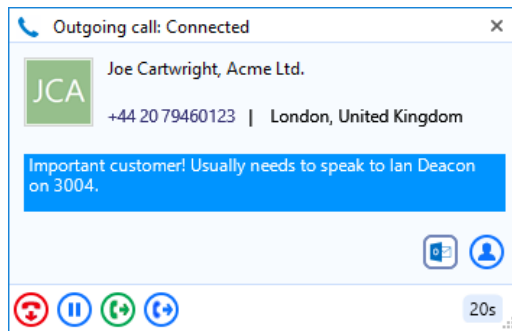 Outgoing call: Connected
Joe Cartwright, Acme Ltd.
JCA
+44 20 79460123 | London, United Kingdom
Important customer! Usually needs to speak to Ian Deacon
on 3004.
20s